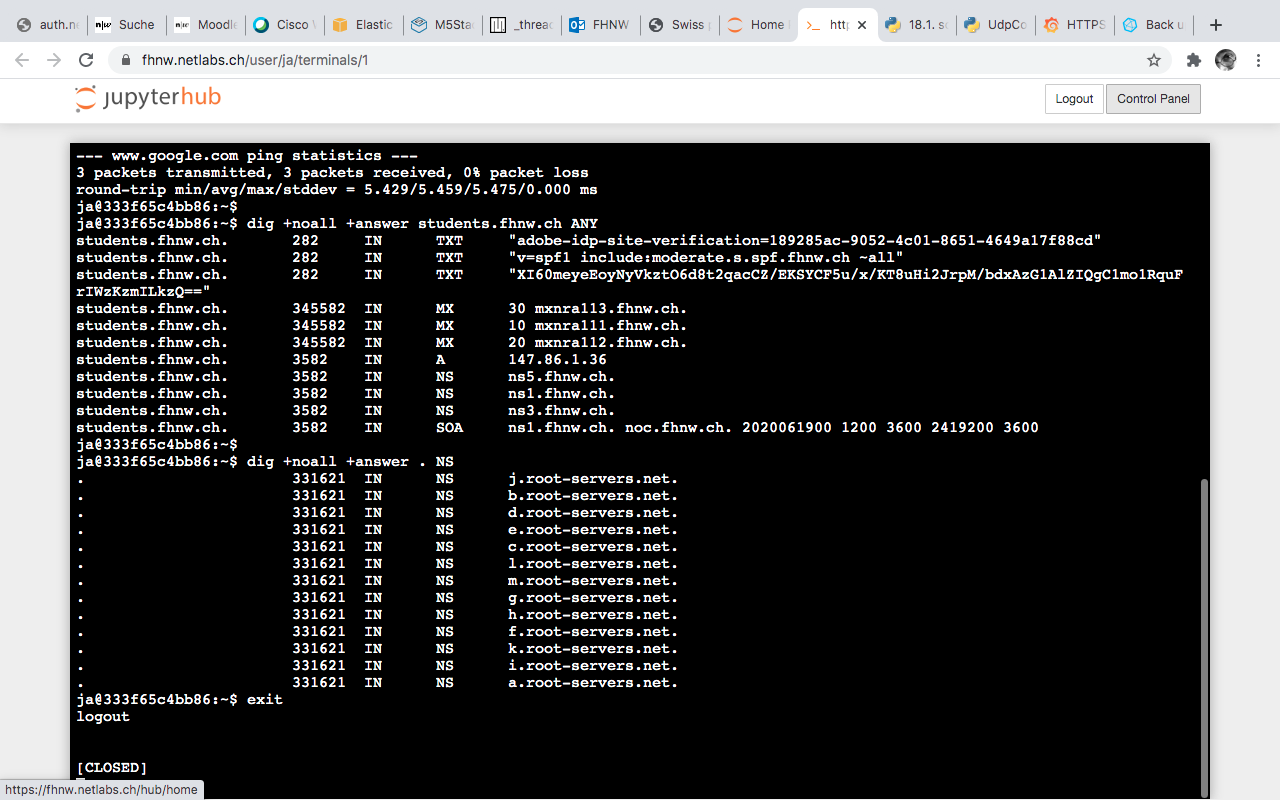 auth.ne
n|w Suche
n|w Moodle
Cisco W
Elastic
M5Sta
_threa
FHNW
Swiss
Home
http
18.1. so
UdpCo
HTTPS
Back u
fhnw.netlabs.ch/user/ja/terminals/1
jupyterhub
Logout Control Panel
--- www.google.com ping statistics ---
3 packets transmitted, 3 packets received, 0% packet loss
round-trip min/avg/max/stddev = 5.429/5.459/5.475/0.000 ms
ja@333f65c4bb86:~$
ja@333f65c4bb86:~$ dig +noall +answer students.fhnw.ch ANY
students.fhnw.ch. 282 IN TXT "adobe-idp-site-verification=189285ac-9052-4c01-8651-4649a17f88cd"
students.fhnw.ch. 282 IN TXT "v=spf1 include:moderate.s.spf.fhnw.ch ~all"
students.fhnw.ch. 282 IN TXT "XI6OmeyeEoyNyVkztO6d8t2qacCZ/EKSYCF5u/x/KT8uHi2JrpM/bdxAzG1AlZIQgC1mo1RquF
rIWzKzmILkzQ=="
students.fhnw.ch. 345582 IN MX 30 mxnra113.fhnw.ch.
students.fhnw.ch. 345582 IN MX 10 mxnra111.fhnw.ch.
students.fhnw.ch. 345582 IN MX 20 mxnra112.fhnw.ch.
students.fhnw.ch. 3582 IN A 147.86.1.36
students.fhnw.ch. 3582 IN NS ns5.fhnw.ch.
students.fhnw.ch. 3582 IN NS ns1.fhnw.ch.
students.fhnw.ch. 3582 IN NS ns3.fhnw.ch.
students.fhnw.ch. 3582 IN SOA ns1.fhnw.ch. noc.fhnw.ch. 2020061900 1200 3600 2419200 3600
ja@333f65c4bb86:~$
ja@333f65c4bb86:~$ dig +noall +answer . NS
. 331621 IN NS j.root-servers.net.
. 331621 IN NS b.root-servers.net.
. 331621 IN NS d.root-servers.net.
. 331621 IN NS e.root-servers.net.
. 331621 IN NS c.root-servers.net.
. 331621 IN NS l.root-servers.net.
. 331621 IN NS m.root-servers.net.
. 331621 IN NS g.root-servers.net.
. 331621 IN NS h.root-servers.net.
. 331621 IN NS f.root-servers.net.
. 331621 IN NS k.root-servers.net.
. 331621 IN NS i.root-servers.net.
. 331621 IN NS a.root-servers.net.
ja@333f65c4bb86:~$ exit
logout
[CLOSED]
https://fhnw.netlabs.ch/hub/home